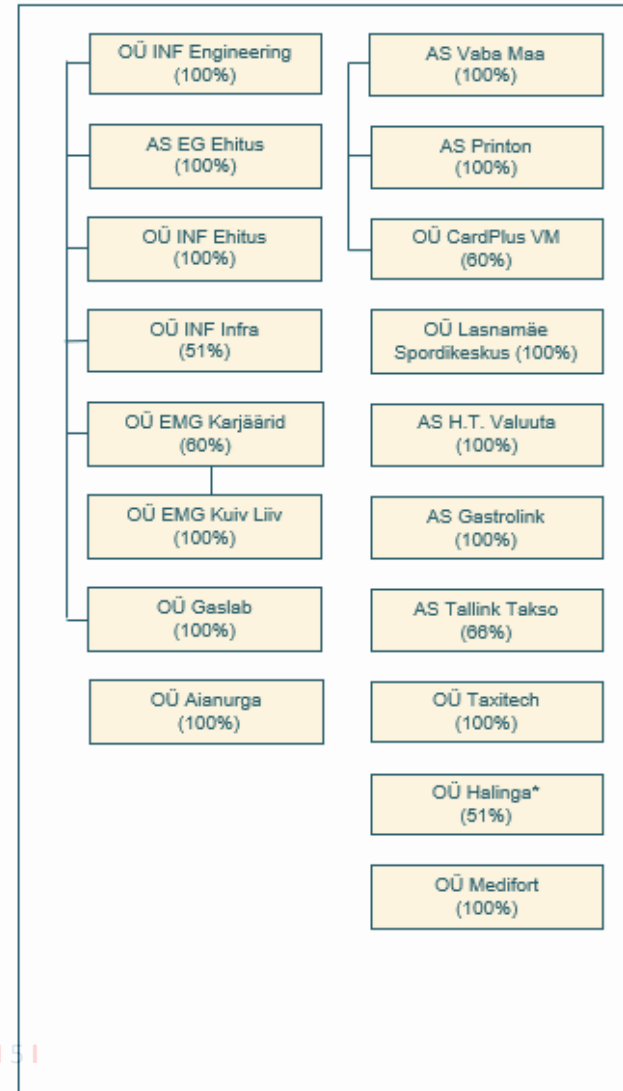 OÜ INF Engineering
(100%)
AS EG Ehitus
(100%)
OÜ INF Ehitus
(100%)
OÜ INF Infra
(51%)
OÜ EMG Karjäärid
(60%)
OÜ EMG Kuiv Liiv
(100%)
OÜ Gaslab
(100%)
OÜ Aianurga
(100%)
AS Vaba Maa
(100%)
AS Printon
(100%)
OÜ CardPlus VM
(60%)
OÜ Lasnamäe
Spordikeskus (100%)
AS H.T. Valuuta
(100%)
AS Gastrolink
(100%)
AS Tallink Takso
(66%)
OÜ Taxitech
(100%)
OÜ Halinga*
(51%)
OÜ Medifort
(100%)
| 5 |